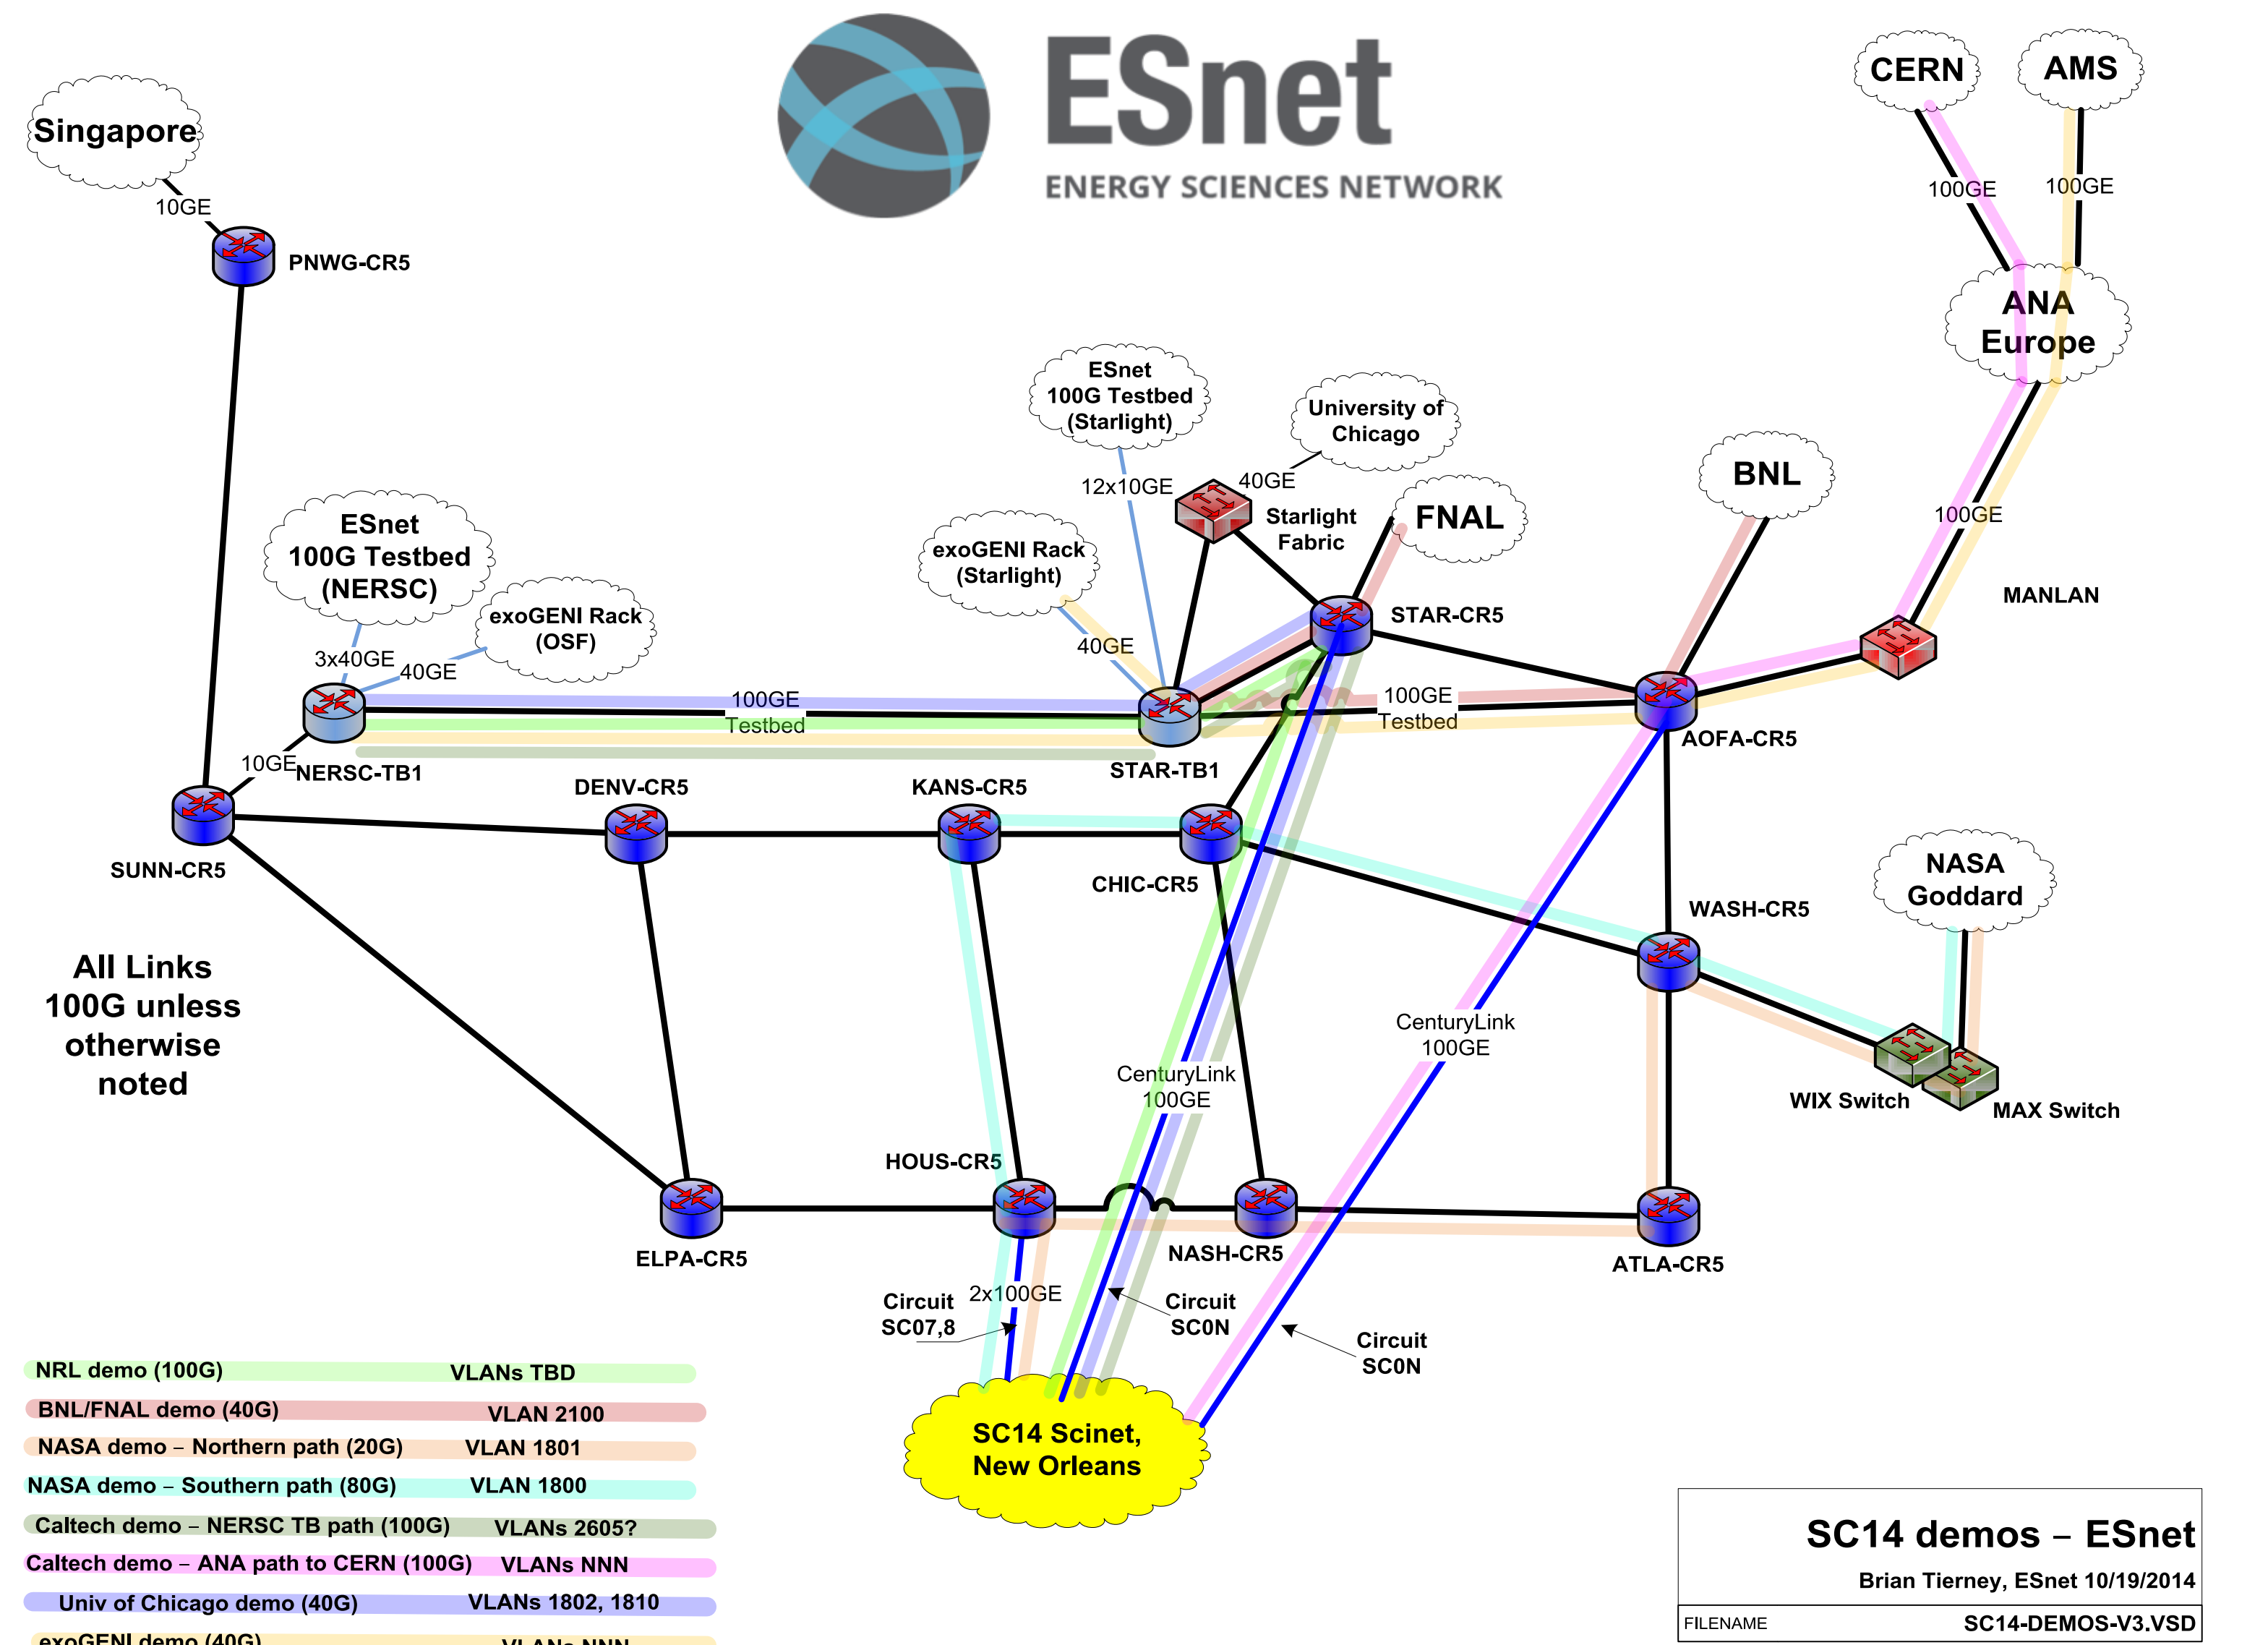 ESnet
ENERGY SCIENCES NETWORK
CERN
AMS
Singapore
10GE
PNWG-CR5
100GE
100GE
ANA
Europe
ESnet
100G Testbed
(Starlight)
University of
Chicago
12x10GE
40GE
Starlight
Fabric
FNAL
BNL
100GE
ESnet
100G Testbed
(NERSC)
exoGENI Rack
(Starlight)
exoGENI Rack
(OSF)
MANLAN
STAR-CR5
40GE
3x40GE
40GE
100GE
Testbed
100GE
Testbed
AOFA-CR5
10GE
NERSC-TB1
STAR-TB1
DENV-CR5
KANS-CR5
SUNN-CR5
CHIC-CR5
NASA
Goddard
WASH-CR5
All Links
100G unless
otherwise
noted
CenturyLink
100GE
CenturyLink
100GE
WIX Switch
MAX Switch
HOUS-CR5
ELPA-CR5
NASH-CR5
ATLA-CR5
2x100GE
Circuit
SC07,8
Circuit
SC0N
Circuit
SC0N
SC14 Scinet,
New Orleans
NRL demo (100G) VLANs TBD
BNL/FNAL demo (40G) VLAN 2100
NASA demo – Northern path (20G) VLAN 1801
NASA demo – Southern path (80G) VLAN 1800
Caltech demo – NERSC TB path (100G) VLANs 2605?
Caltech demo – ANA path to CERN (100G) VLANs NNN
Univ of Chicago demo (40G) VLANs 1802, 1810
exoGENI demo (40G) VLANs NNN
SC14 demos – ESnet
Brian Tierney, ESnet 10/19/2014
FILENAME SC14-DEMOS-V3.VSD